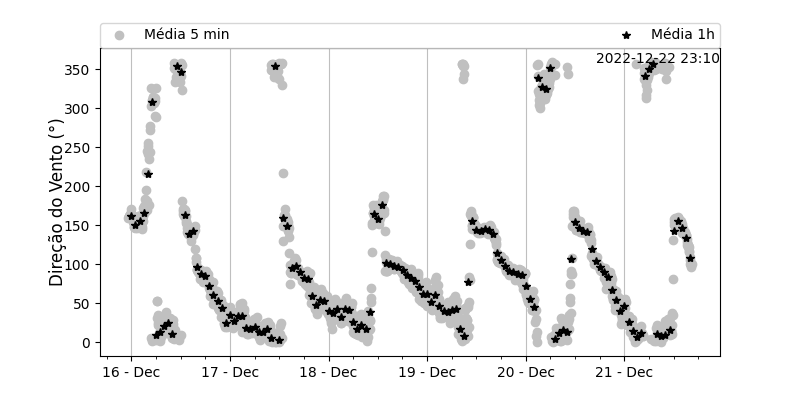 Média 5 min
Média 1h
2022-12-22 23:10
Direção do Vento (°)
350
300
250
200
150
100
50
0
16 - Dec
17 - Dec
18 - Dec
19 - Dec
20 - Dec
21 - Dec